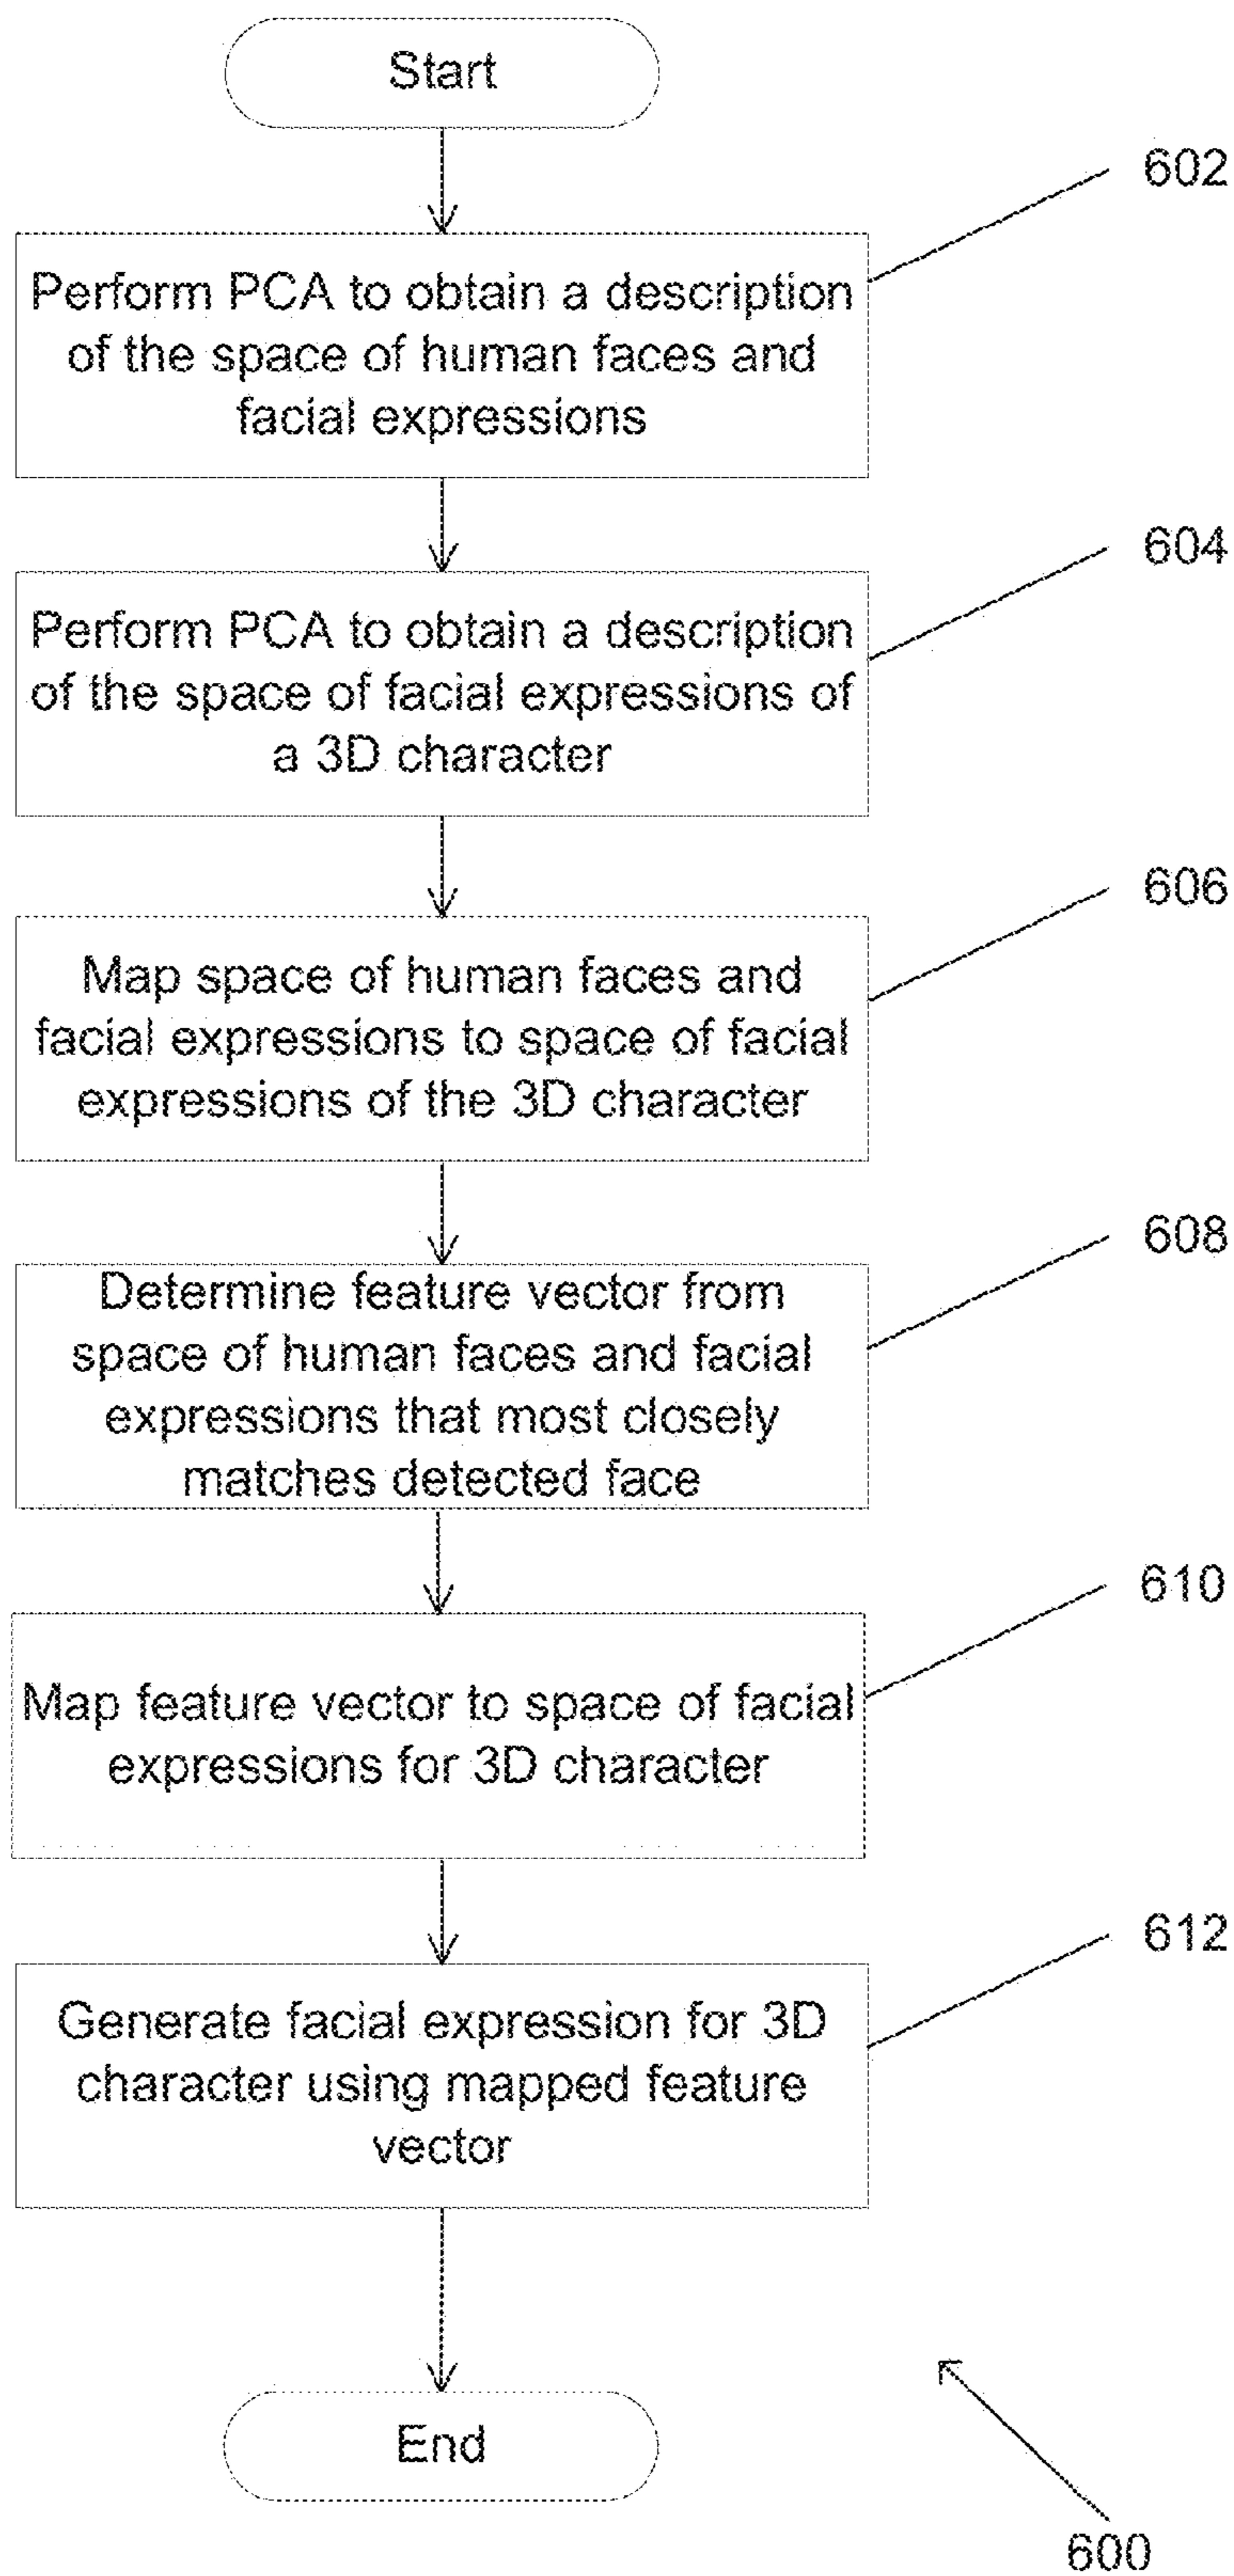 Start
602
Perform PCA to obtain a description
of the space of human faces and
facial expressions
604
Perform PCA to obtain a description
of the space of facial expressions of
a 3D character
606
Map space of human faces and
facial expressions to space of facial
expressions of the 3D character
608
Determine feature vector from
space of human faces and facial
expressions that most closely
matches detected face
610
Map feature vector to space of facial
expressions for 3D character
612
Generate facial expression for 3D
character using mapped feature
vector
End
600